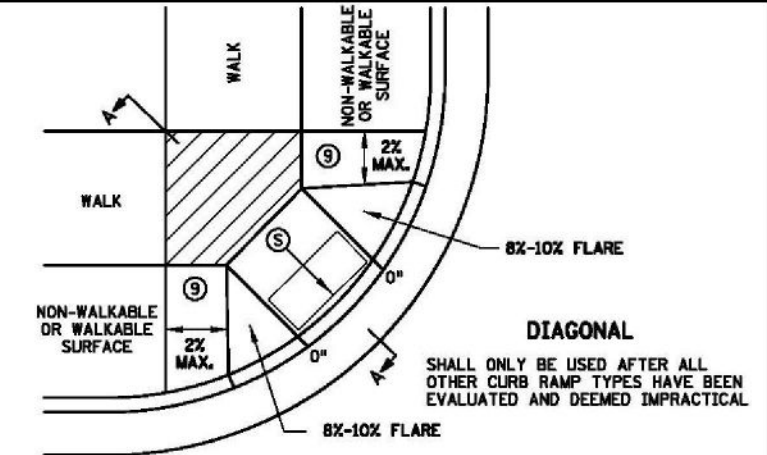 WALK
NON-WALKABLE
OR WALKABLE
SURFACE
A
9
2%
MAX.
WALK
S
8%-10% FLARE
0"
9
NON-WALKABLE
OR WALKABLE
SURFACE
2%
MAX.
0"
A
DIAGONAL
SHALL ONLY BE USED AFTER ALL
OTHER CURB RAMP TYPES HAVE BEEN
EVALUATED AND DEEMED IMPRACTICAL
8%-10% FLARE